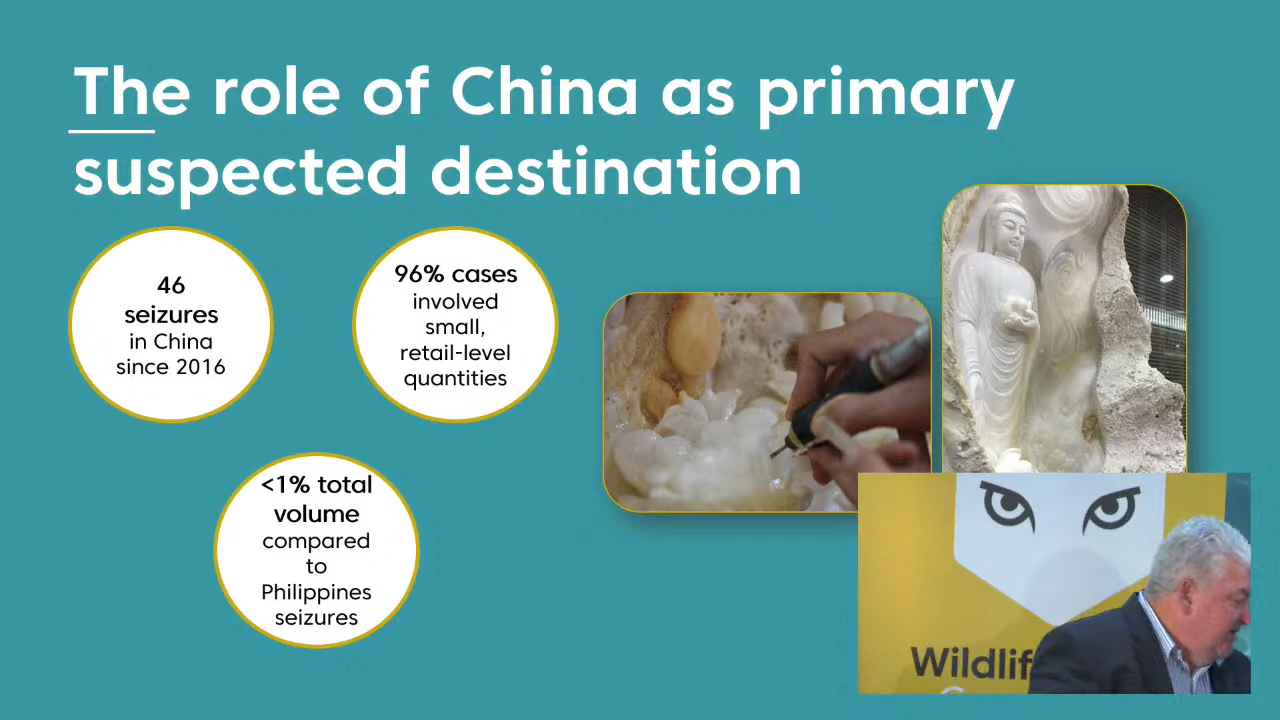 The role of China as primary
suspected destination
46
seizures
in China
since 2016
96% cases
involved
small,
retail-level
quantities
<1% total
volume
compared
to
Philippines
seizures